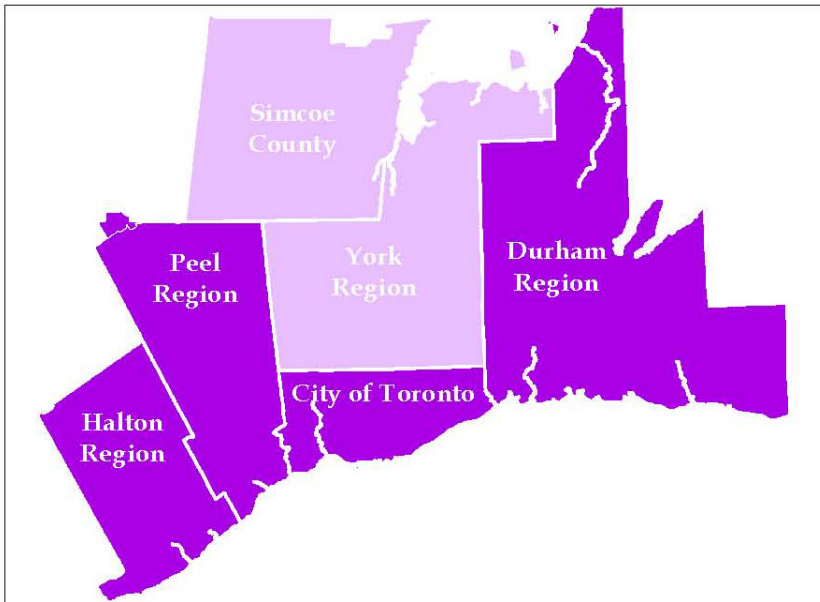 Simcoe
County
Peel
Region
York
Region
Durham
Region
City of Toronto
Halton
Region